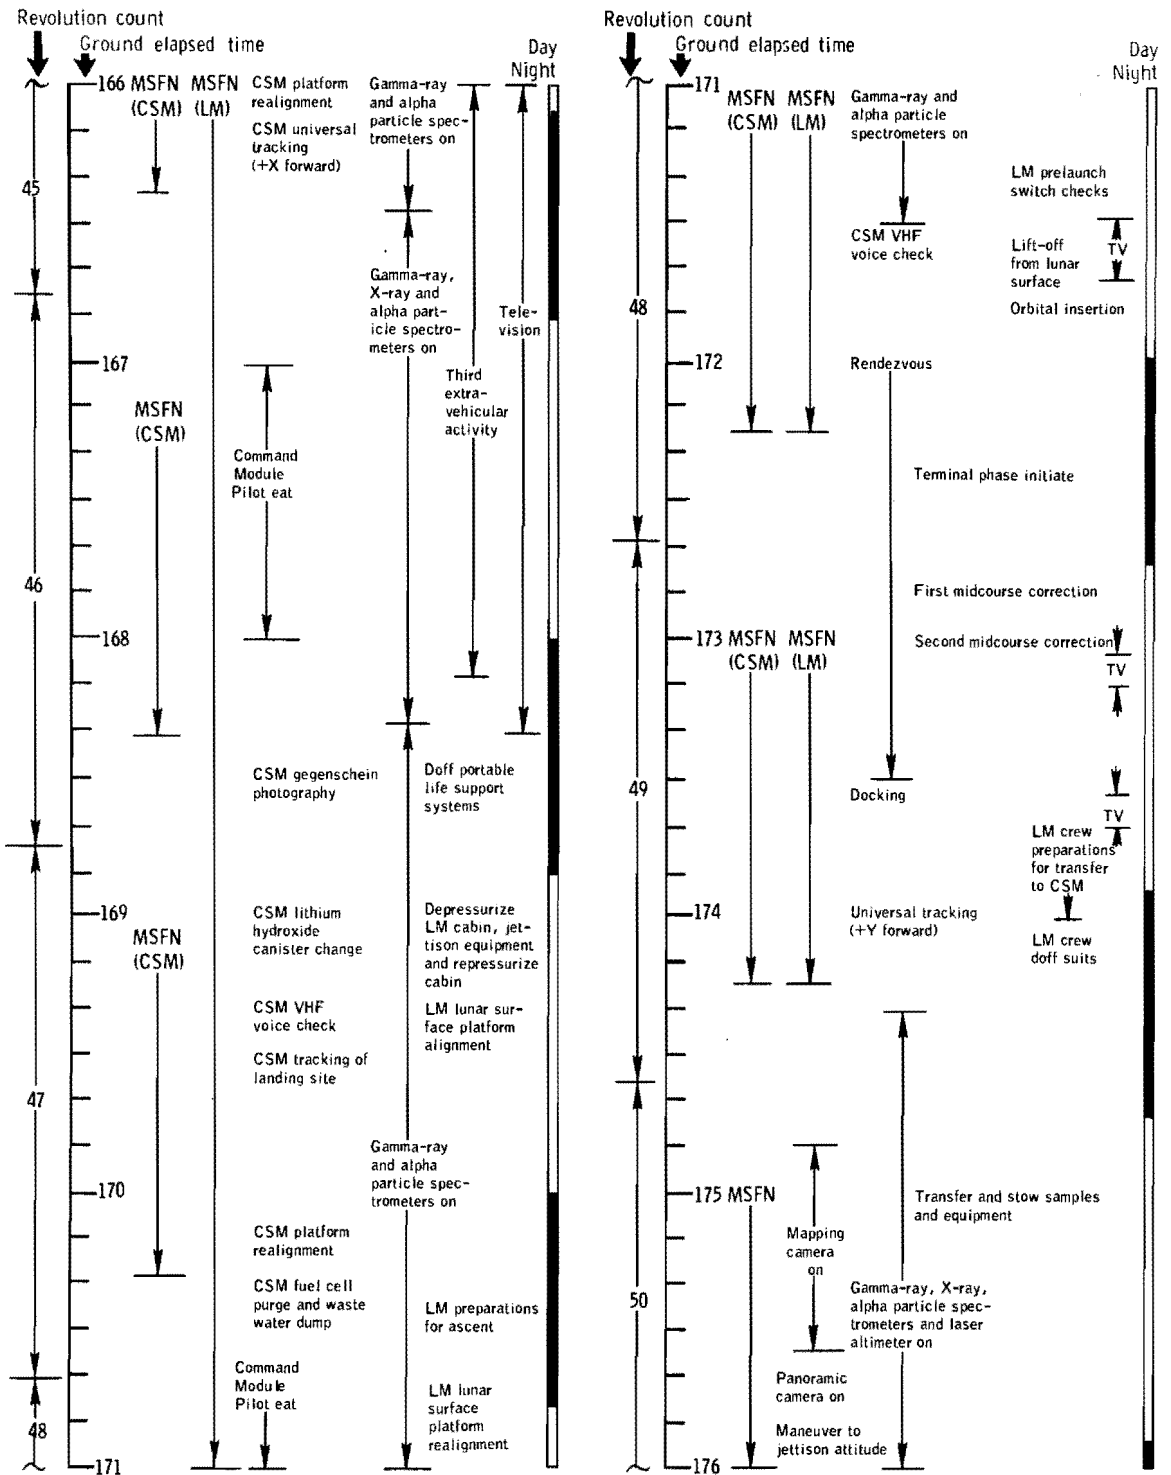 Revolution count
Ground elapsed time
Day
Night
166
MSFN
(CSM)
MSFN
(LM)
CSM platform
realignment
CSM universal
tracking
(+X forward)
Gamma-ray
and alpha
particle spec-
trometers on
45
Gamma-ray,
X-ray and
alpha part-
icle spectro-
meters on
Tele-
vision
167
Third
extra-
vehicular
activity
MSFN
(CSM)
Command
Module
Pilot eat
46
168
CSM gegenschein
photography
Doff portable
life support
systems
169
MSFN
(CSM)
CSM lithium
hydroxide
canister change
Depressurize
LM cabin, jet-
tison equipment
and repressurize
cabin
CSM VHF
voice check
LM lunar sur-
face platform
alignment
CSM tracking of
landing site
47
Gamma-ray
and alpha
particle spec-
trometers on
170
CSM platform
realignment
CSM fuel cell
purge and waste
water dump
LM preparations
for ascent
Command
Module
Pilot eat
LM lunar
surface
platform
realignment
48
171
Revolution count
Ground elapsed time
Day
Night
171
MSFN
(CSM)
MSFN
(LM)
Gamma-ray and
alpha particle
spectrometers on
LM prelaunch
switch checks
CSM VHF
voice check
Lift-off
from lunar
surface
TV
Orbital insertion
48
172
Rendezvous
Terminal phase initiate
First midcourse correction
173
MSFN
(CSM)
MSFN
(LM)
Second midcourse correction
TV
49
Docking
TV
LM crew
preparations
for transfer
to CSM
174
Universal tracking
(+Y forward)
LM crew
doff suits
175
MSFN
Transfer and stow samples
and equipment
Mapping
camera
on
50
Gamma-ray, X-ray,
alpha particle spec-
trometers and laser
altimeter on
Panoramic
camera on
Maneuver to
jettison attitude
176